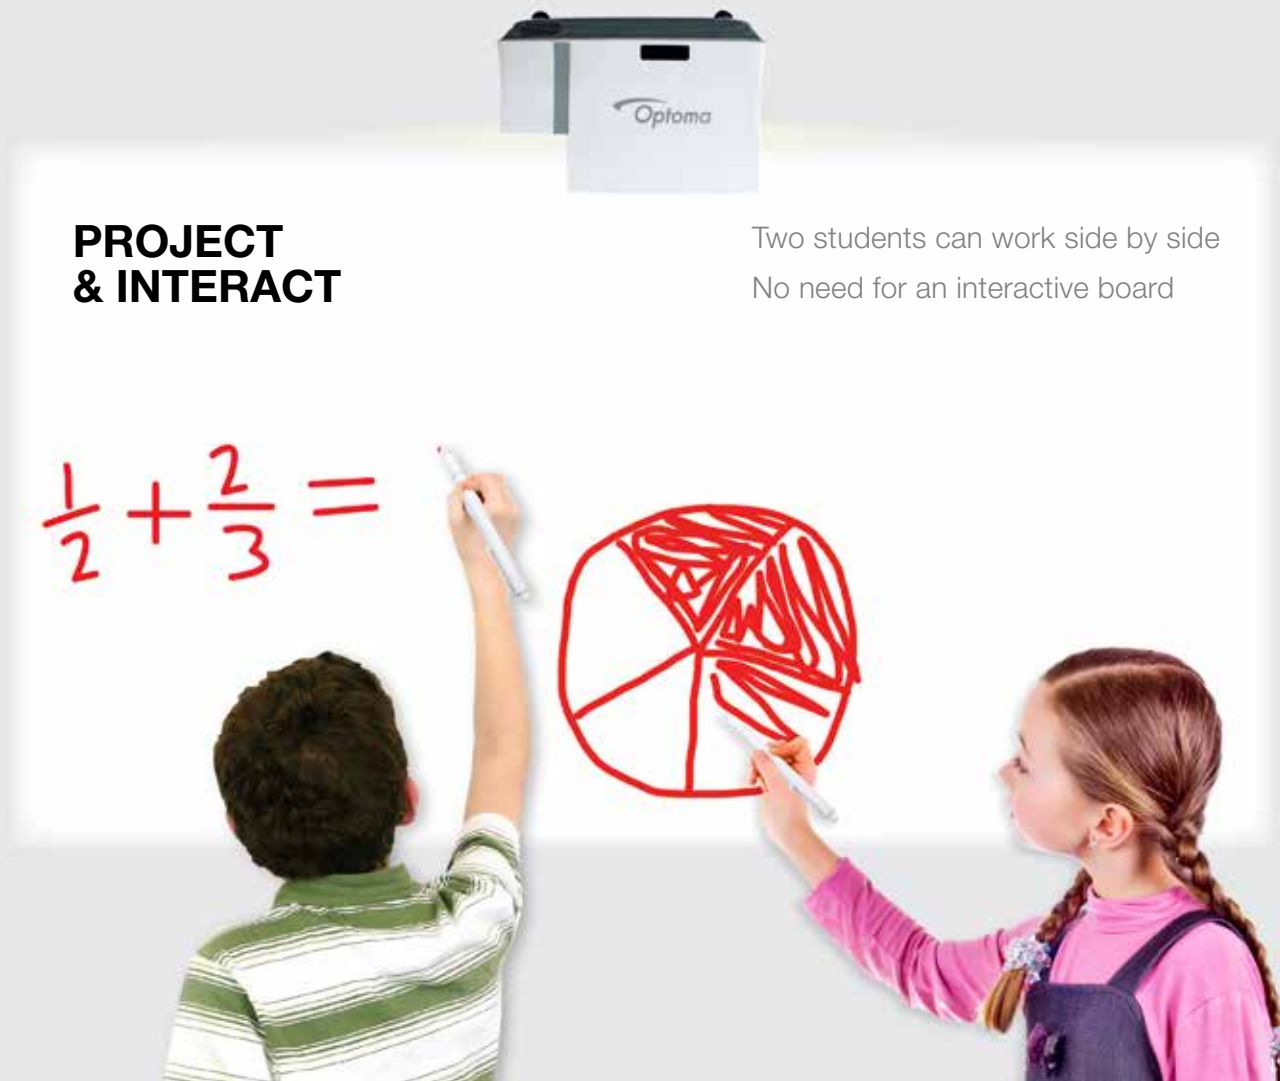 Optoma
PROJECT
& INTERACT
Two students can work side by side
No need for an interactive board
1/2 + 2/3 =